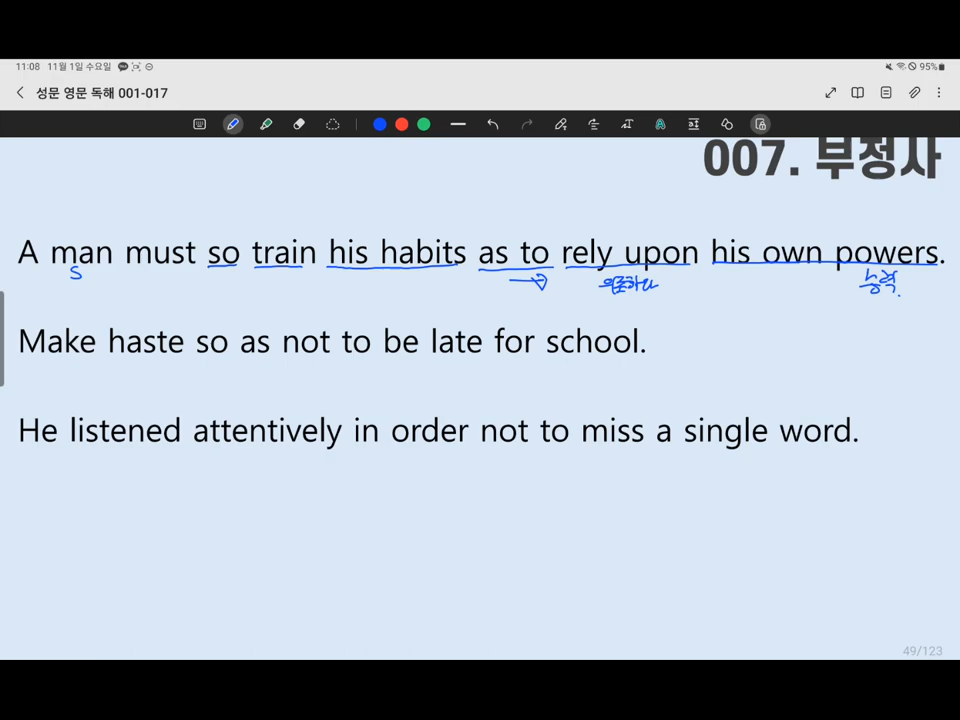 11:08 11월 1일 수요일
95%
성문 영문 독해 001-017
007. 부정사
A man must so train his habits as to rely upon his own powers.
S
의존하다
능력.
Make haste so as not to be late for school.
He listened attentively in order not to miss a single word.
49/123